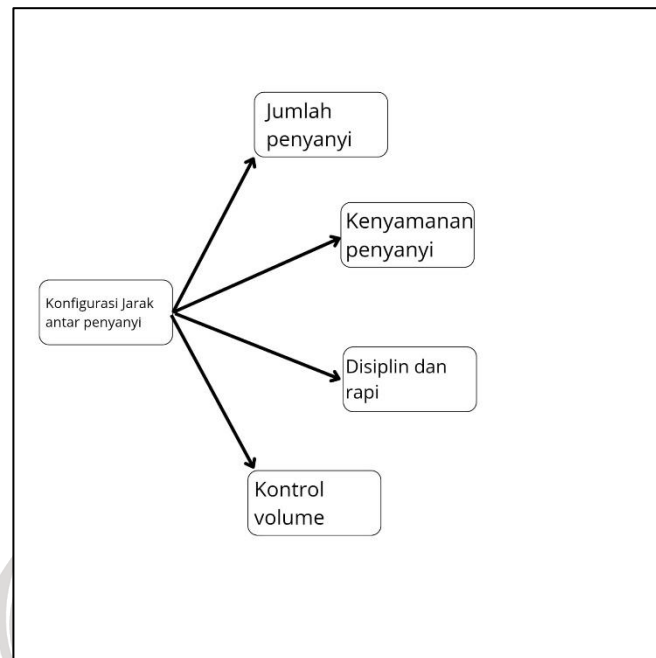 Jumlah
penyanyi
Kenyamanan
penyanyi
Konfigurasi Jarak
antar penyanyi
Disiplin dan
rapi
Kontrol
volume